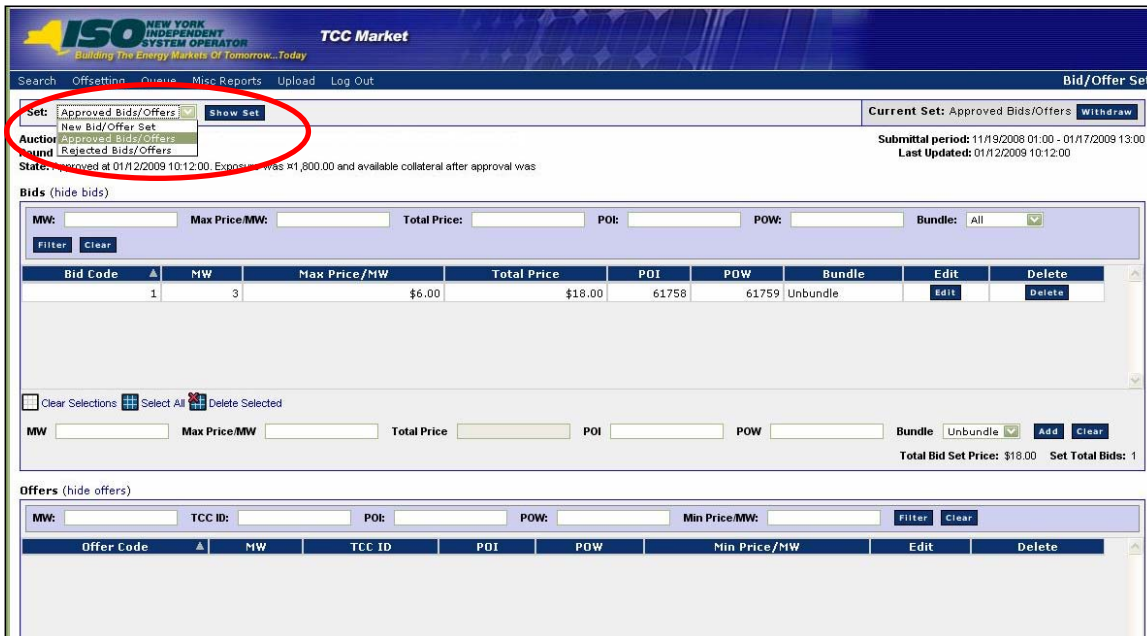 NEW YORK
ISO INDEPENDENT
SYSTEM OPERATOR
TCC Market
Building The Energy Markets Of Tomorrow...Today
Search Offsetting Queue Misc Reports Upload Log Out Bid/Offer Set
Set: Approved Bids/Offers Show Set Current Set: Approved Bids/Offers Withdraw
New Bid/Offer Set
Auction Approved Bids/Offers Submittal period: 11/19/2008 01:00 - 01/17/2009 13:00
Round Rejected Bids/Offers Last Updated: 01/12/2009 10:12:00
State: Approved at 01/12/2009 10:12:00. Exposure was ¤1,800.00 and available collateral after approval was
Bids (hide bids)
MW: Max Price/MW: Total Price: POI: POW: Bundle: All
Filter Clear
Bid Code MW Max Price/MW Total Price POI POW Bundle Edit Delete
1 3 $6.00 $18.00 61758 61759 Unbundle Edit Delete
Clear Selections Select All Delete Selected
MW Max Price/MW Total Price POI POW Bundle Unbundle Add Clear
Total Bid Set Price: $18.00 Set Total Bids: 1
Offers (hide offers)
MW: TCC ID: POI: POW: Min Price/MW: Filter Clear
Offer Code MW TCC ID POI POW Min Price/MW Edit Delete